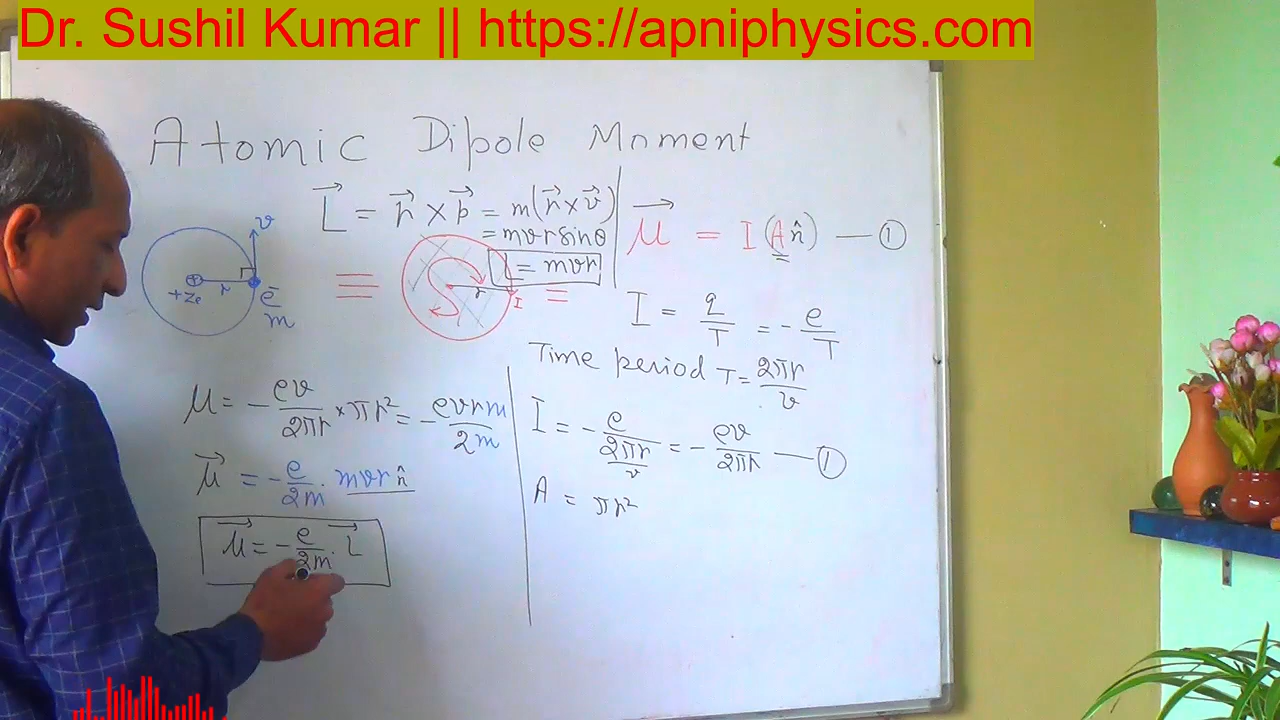 Dr. Sushil Kumar || https://apniphysics.com
Atomic Dipole Moment
L⃗ = r⃗ × p⃗ = m(r⃗ × v⃗)
= mvr sinθ
L = mvr
v
r
+Ze
e⁻
m
≡
r
I
=
μ⃗ = I (A n̂) — ①
I = q/T = - e/T
Time period T = 2πr/v
I = - e/(2πr/v) = - ev/2πr — ①
A = πr²
μ = - ev/2πr × πr² = - evrm/2m
μ⃗ = - e/2m . mvr n̂
μ⃗ = - e/2m . L⃗